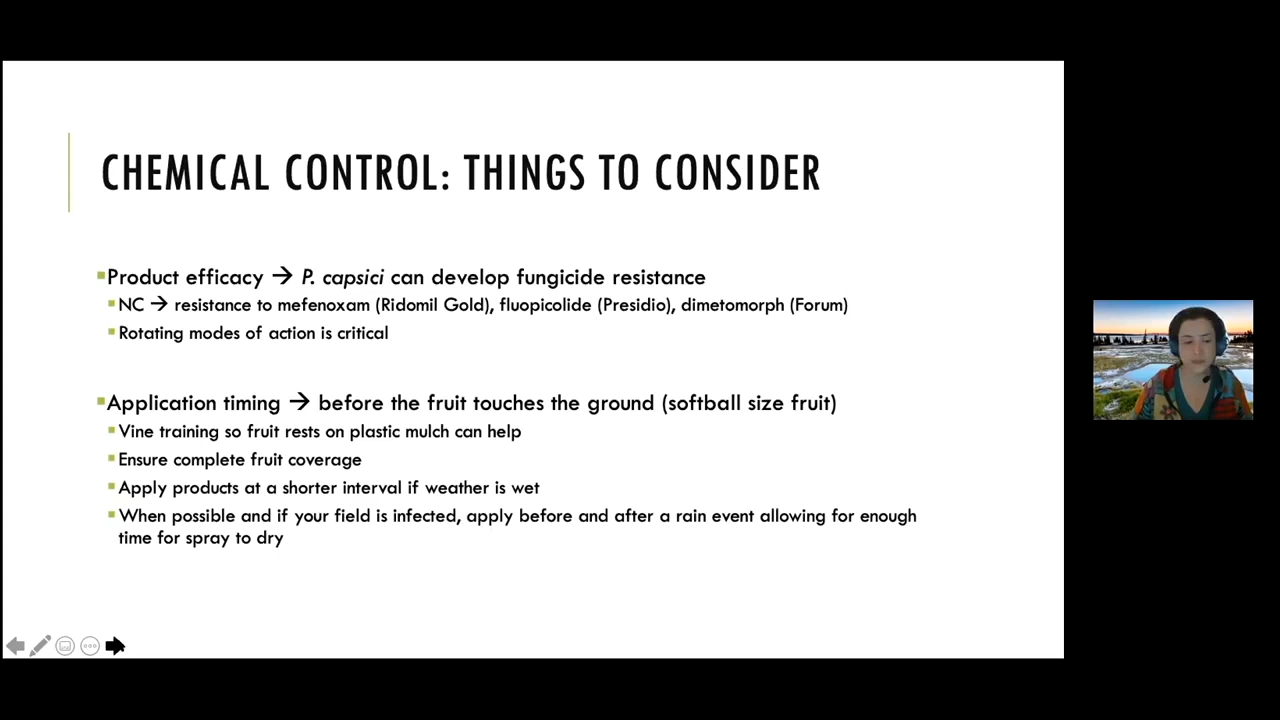 CHEMICAL CONTROL: THINGS TO CONSIDER
Product efficacy → P. capsici can develop fungicide resistance
NC → resistance to mefenoxam (Ridomil Gold), fluopicolide (Presidio), dimetomorph (Forum)
Rotating modes of action is critical
Application timing → before the fruit touches the ground (softball size fruit)
Vine training so fruit rests on plastic mulch can help
Ensure complete fruit coverage
Apply products at a shorter interval if weather is wet
When possible and if your field is infected, apply before and after a rain event allowing for enough
time for spray to dry